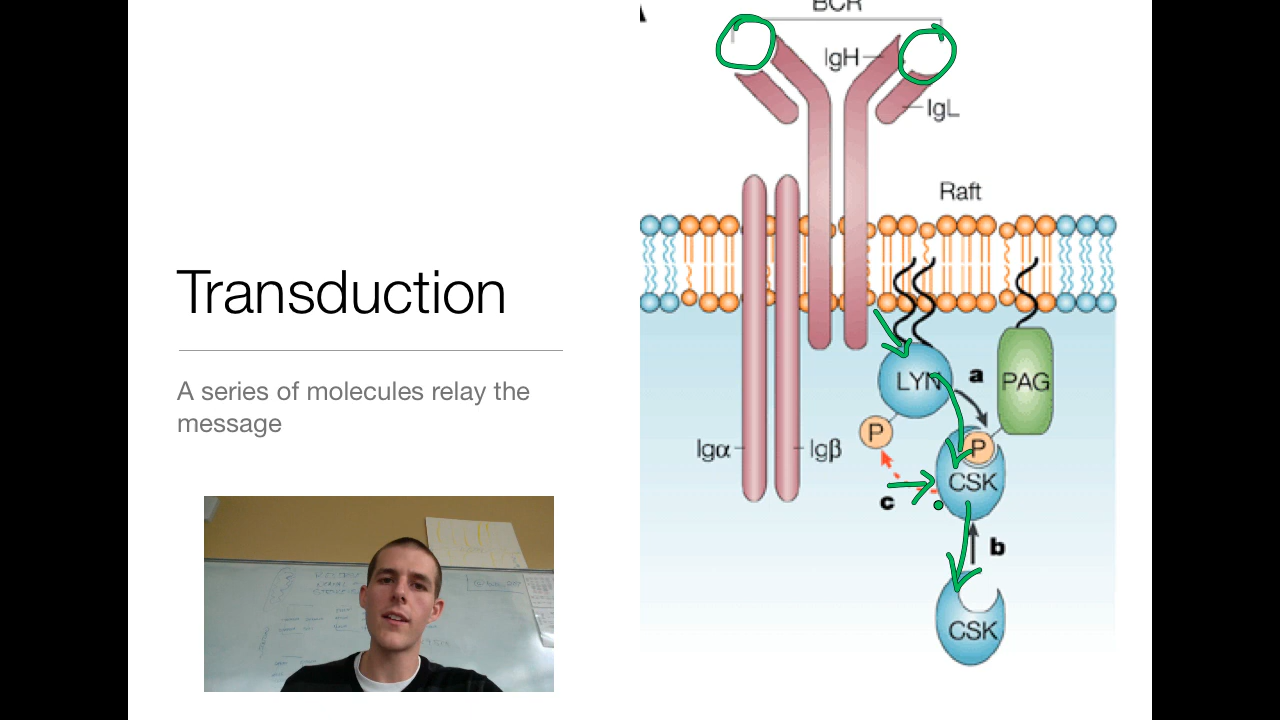 Transduction
A series of molecules relay the
message
BCR
IgH
IgL
Raft
LYN
a
PAG
P
P
Igα
Igβ
CSK
c
b
CSK